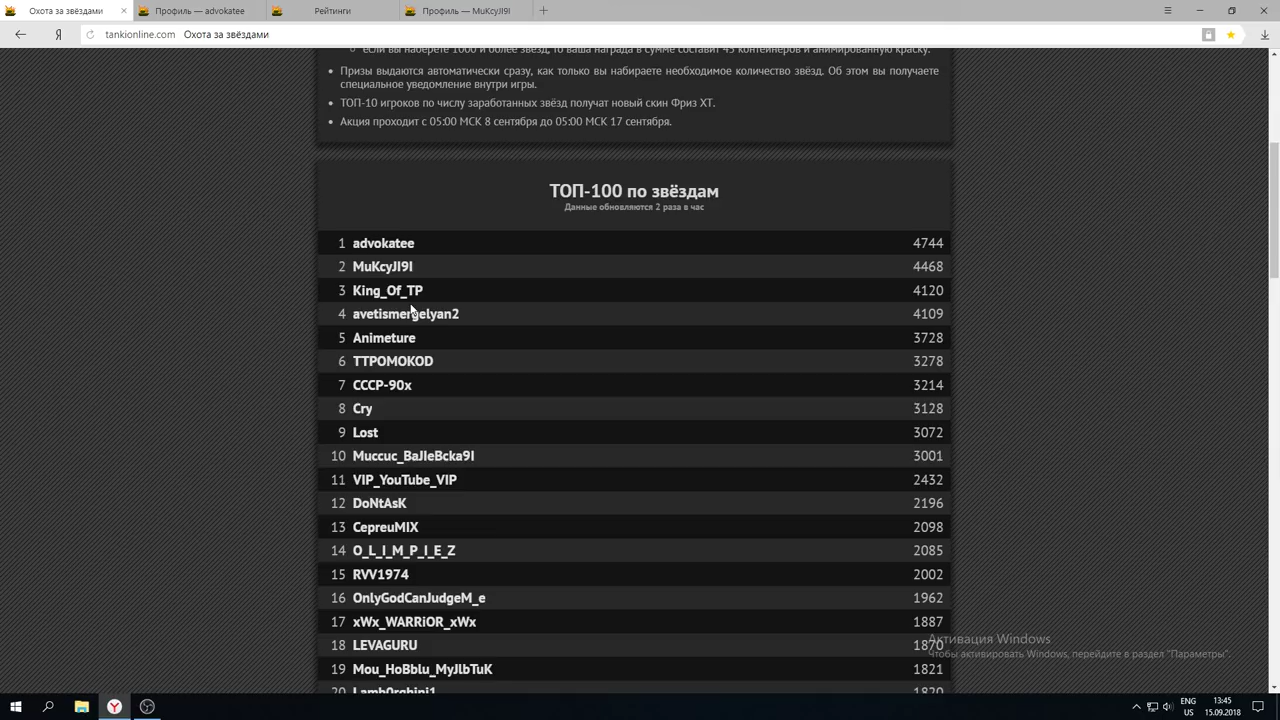 Охота за звёздами
Профиль — advokatee
Рейтинги
Профиль — MuKcyJI9I
tankionline.com Охота за звёздами
если вы наберёте 1000 и более звёзд, то ваша награда в сумме составит 45 контейнеров и анимированную краску.
Призы выдаются автоматически сразу, как только вы набираете необходимое количество звёзд. Об этом вы получаете
специальное уведомление внутри игры.
ТОП-10 игроков по числу заработанных звёзд получат новый скин Фриз ХТ.
Акция проходит с 05:00 МСК 8 сентября до 05:00 МСК 17 сентября.
ТОП-100 по звёздам
Данные обновляются 2 раза в час
1 advokatee 4744
2 MuKcyJI9I 4468
3 King_Of_TP 4120
4 avetismergelyan2 4109
5 Animeture 3728
6 TTPOMOKOD 3278
7 CCCP-90x 3214
8 Cry 3128
9 Lost 3072
10 Muccuc_BaJIeBcka9I 3001
11 VIP_YouTube_VIP 2432
12 DoNtAsK 2196
13 CepreuMIX 2098
14 O_L_I_M_P_I_E_Z 2085
15 RVV1974 2002
16 OnlyGodCanJudgeM_e 1962
17 xWx_WARRiOR_xWx 1887
18 LEVAGURU 1870
19 Mou_HoBblu_MyJlbTuK 1821
20 Lamb0rghini1 1820
Активация Windows
Чтобы активировать Windows, перейдите в раздел "Параметры".
ENG
US
13:45
15.09.2018